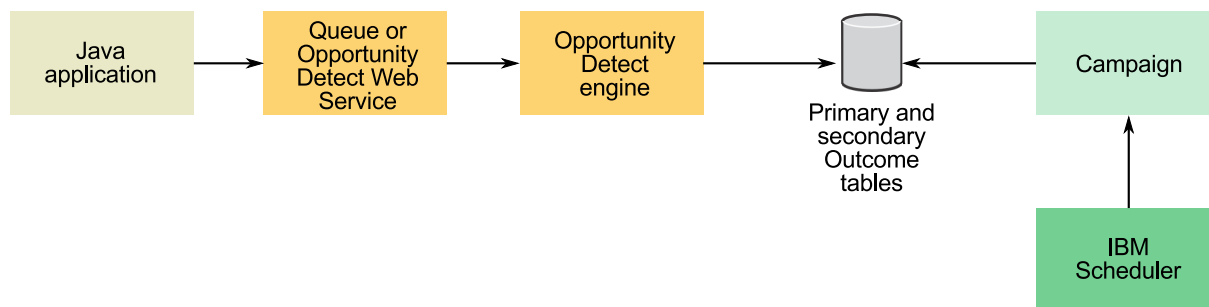 Java
application
Queue or
Opportunity
Detect Web
Service
Opportunity
Detect
engine
Primary and
secondary
Outcome
tables
Campaign
IBM
Scheduler